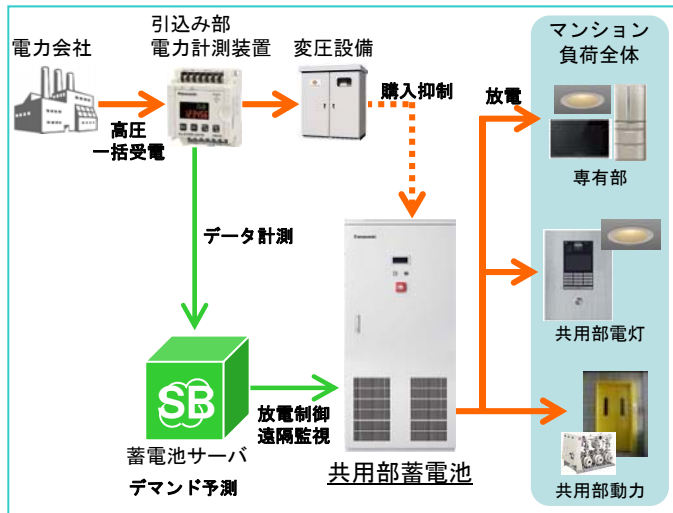 電力会社
引込み部
電力計測装置
変圧設備
マンション
負荷全体
高圧
一括受電
購入抑制
放電
専有部
データ計測
Panasonic
共用部電灯
SB
放電制御
遠隔監視
蓄電池サーバ
デマンド予測
共用部蓄電池
共用部動力